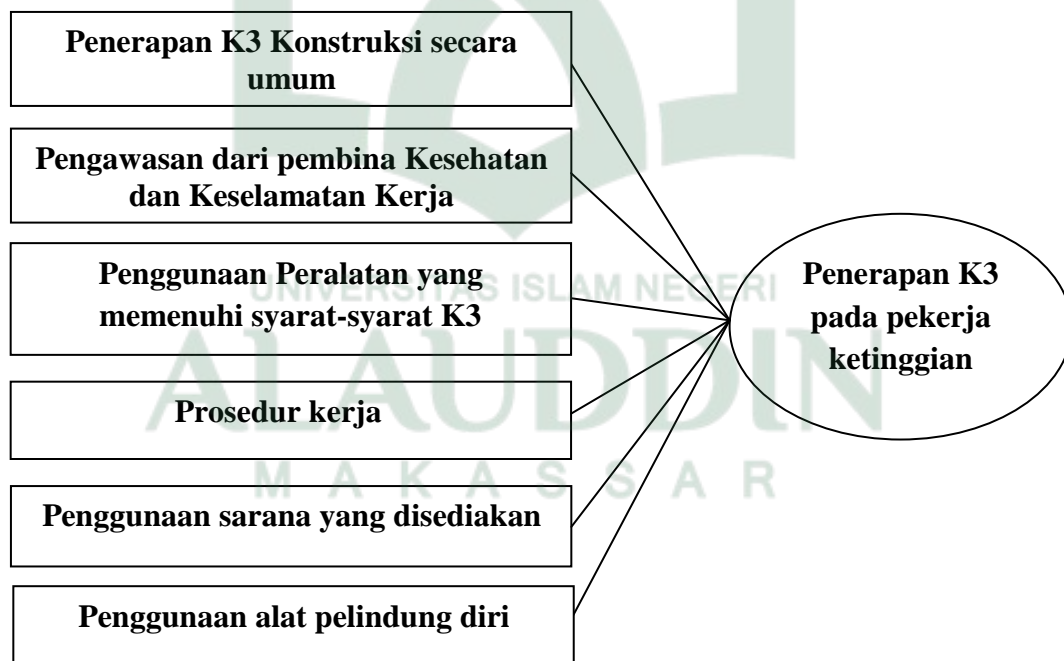 Penerapan K3 Konstruksi secara
umum
Pengawasan dari pembina Kesehatan
dan Keselamatan Kerja
Penggunaan Peralatan yang
memenuhi syarat-syarat K3
Prosedur kerja
Penggunaan sarana yang disediakan
Penggunaan alat pelindung diri
Penerapan K3
pada pekerja
ketinggian
UNIVERSITAS ISLAM NEGERI
ALAUDDIN
MAKASSAR